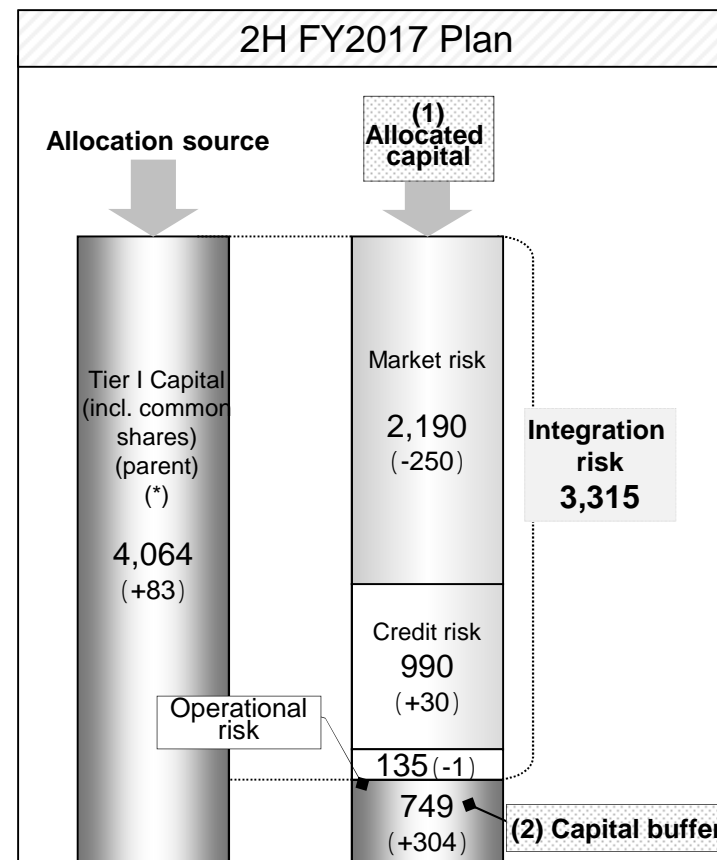 2H FY2017 Plan
Allocation source
(1)
Allocated
capital
Tier I Capital
(incl. common
shares)
(parent)
(*)
4,064
(+83)
Market risk
2,190
(-250)
Integration
risk
3,315
Credit risk
990
(+30)
Operational
risk
135(-1)
749
(+304)
(2) Capital buffer